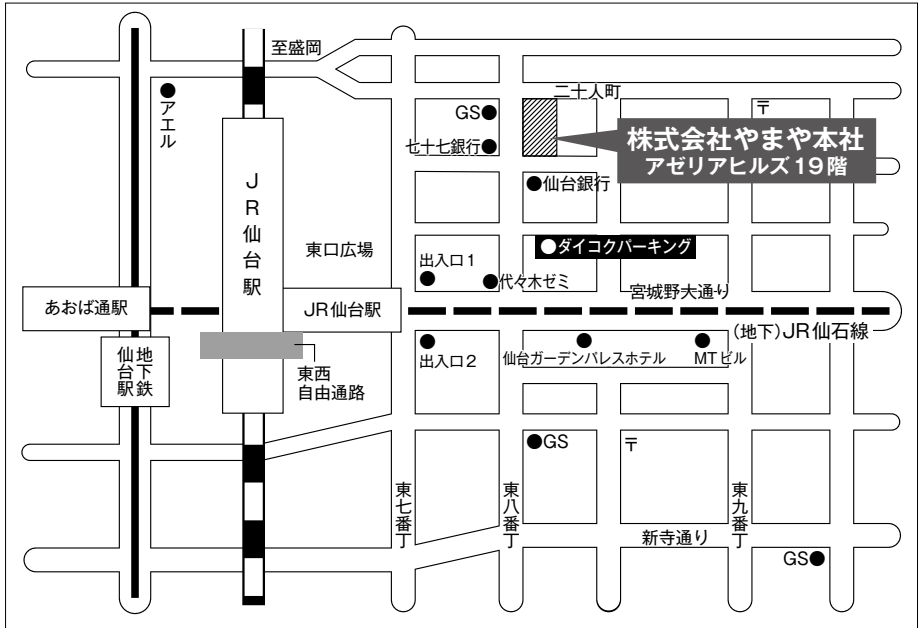 至盛岡
二十人町
〒
アエル
GS
七十七銀行
株式会社やまや本社
アゼリアヒルズ19階
JR仙台駅
仙台銀行
東口広場
ダイコクパーキング
出入口1
代々木ゼミ
宮城野大通り
あおば通駅
JR仙台駅
(地下)JR仙石線
地下鉄
仙台駅
出入口2
仙台ガーデンパレスホテル
MTビル
東西
自由通路
GS
〒
東七番丁
東八番丁
東九番丁
新寺通り
GS